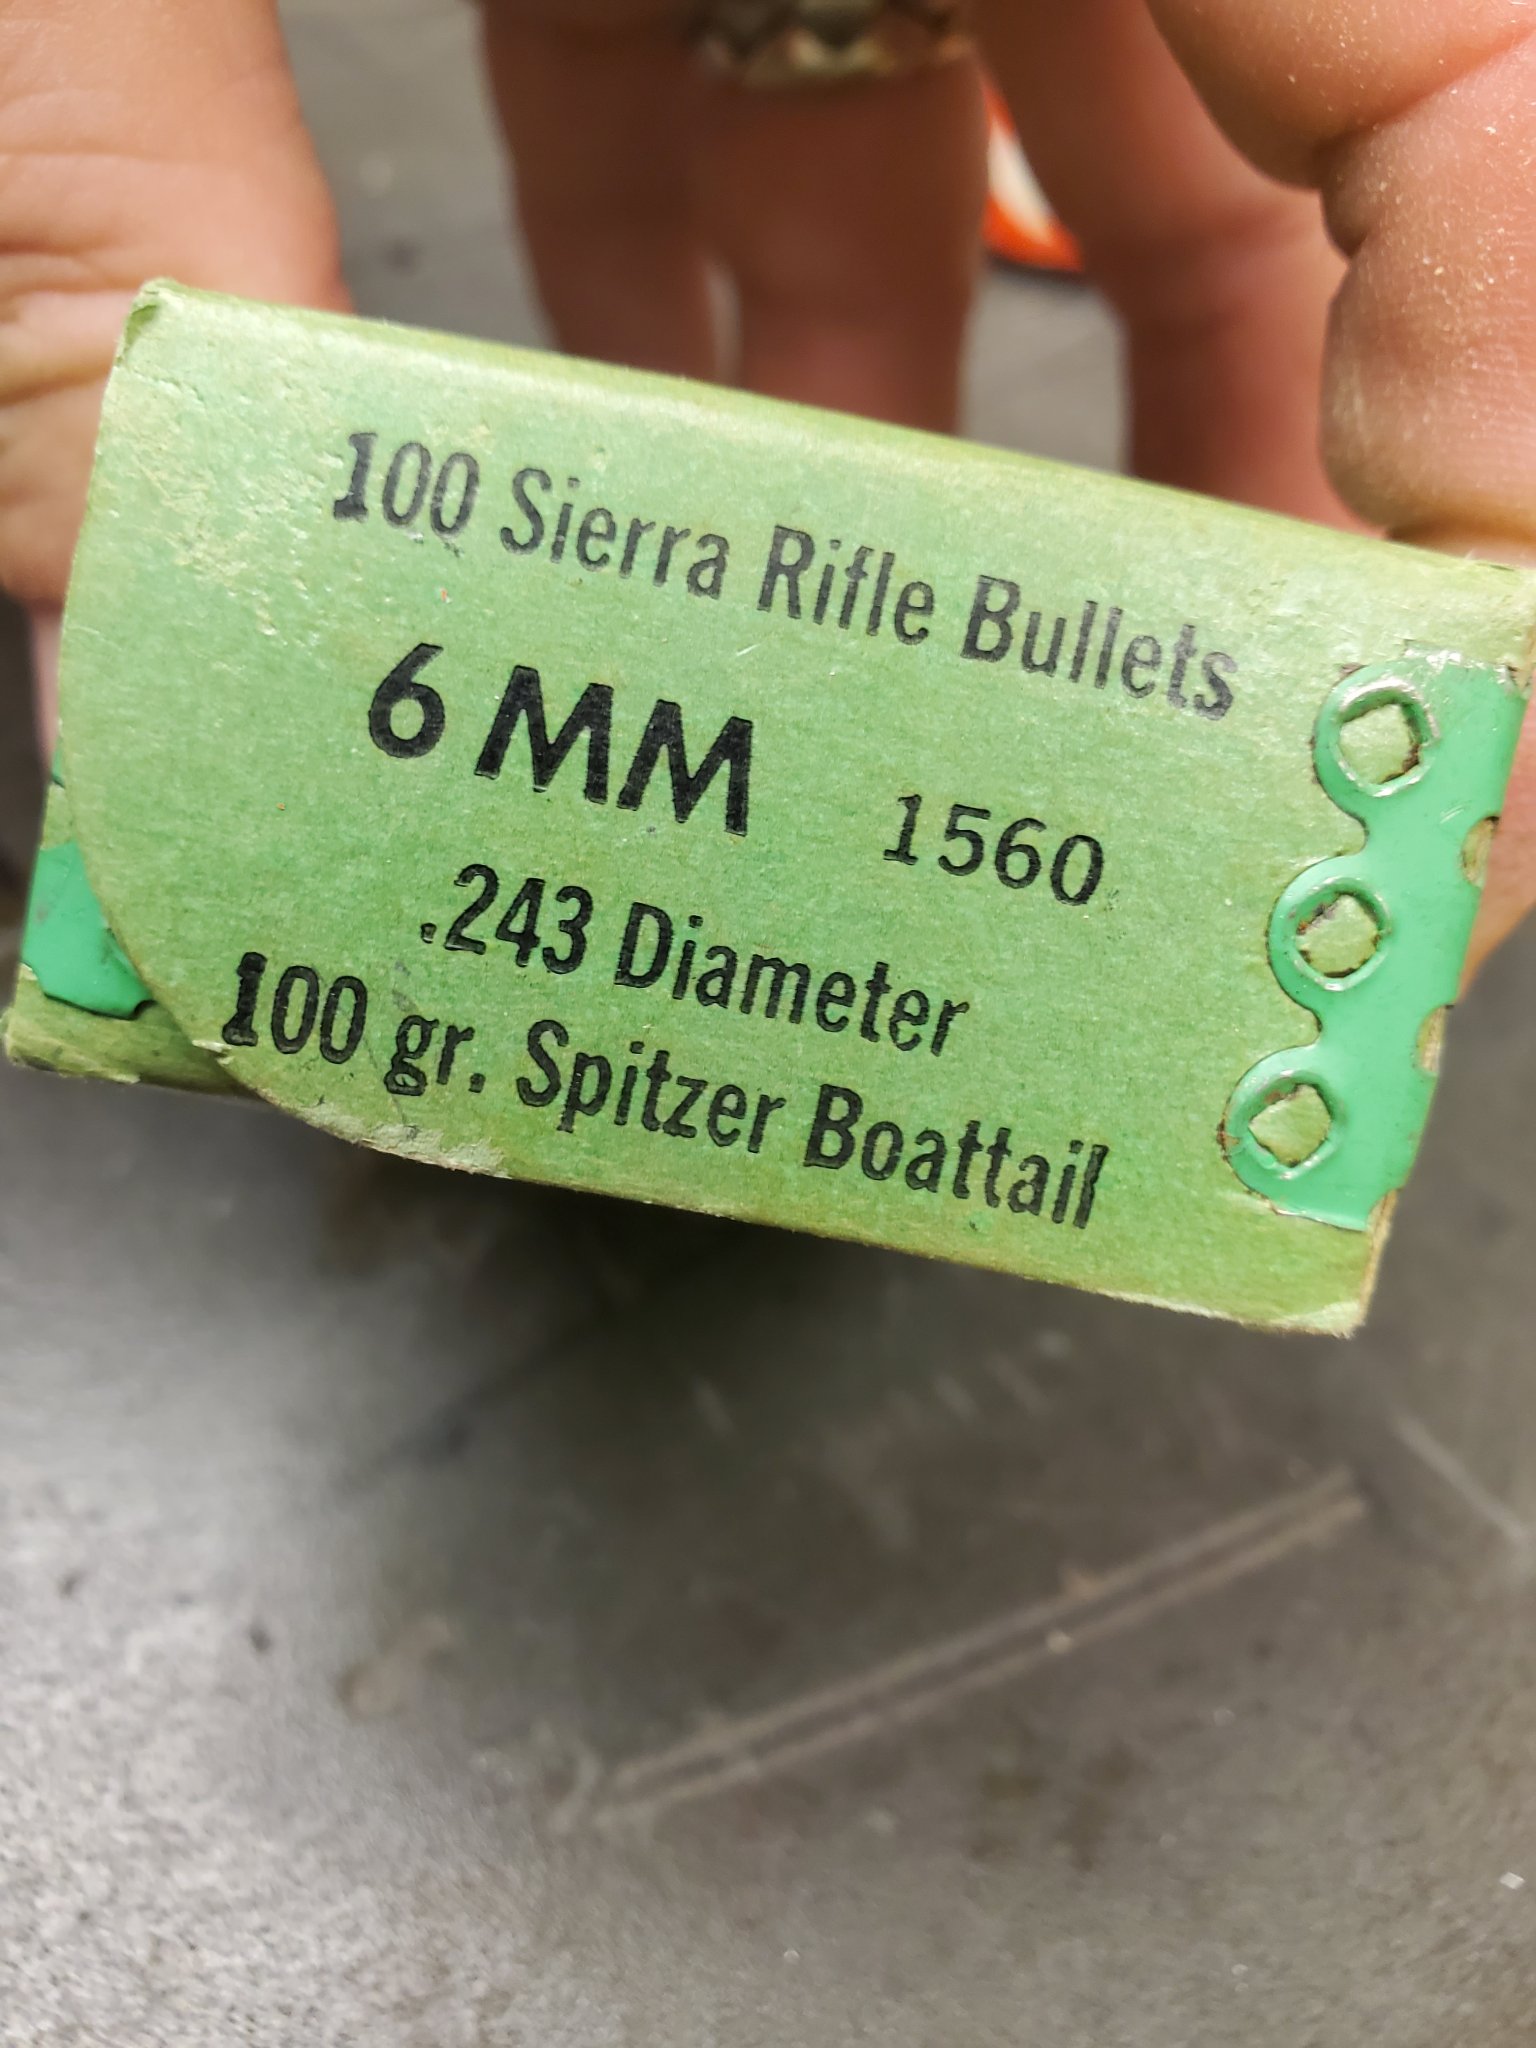 100 Sierra Rifle Bullets
6 MM 1560
.243 Diameter
100 gr. Spitzer Boattail